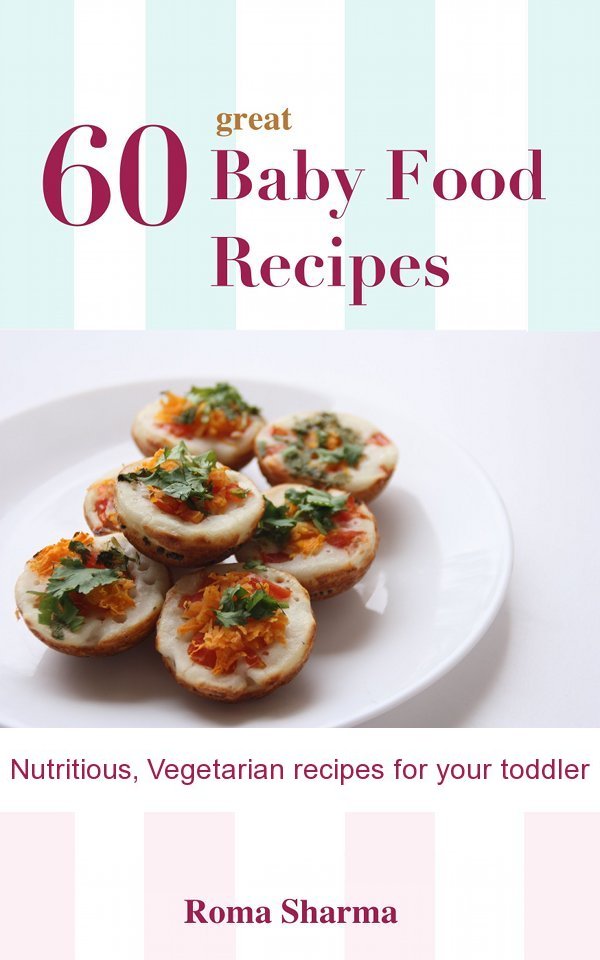 great
60 Baby Food
Recipes
Nutritious, Vegetarian recipes for your toddler
Roma Sharma